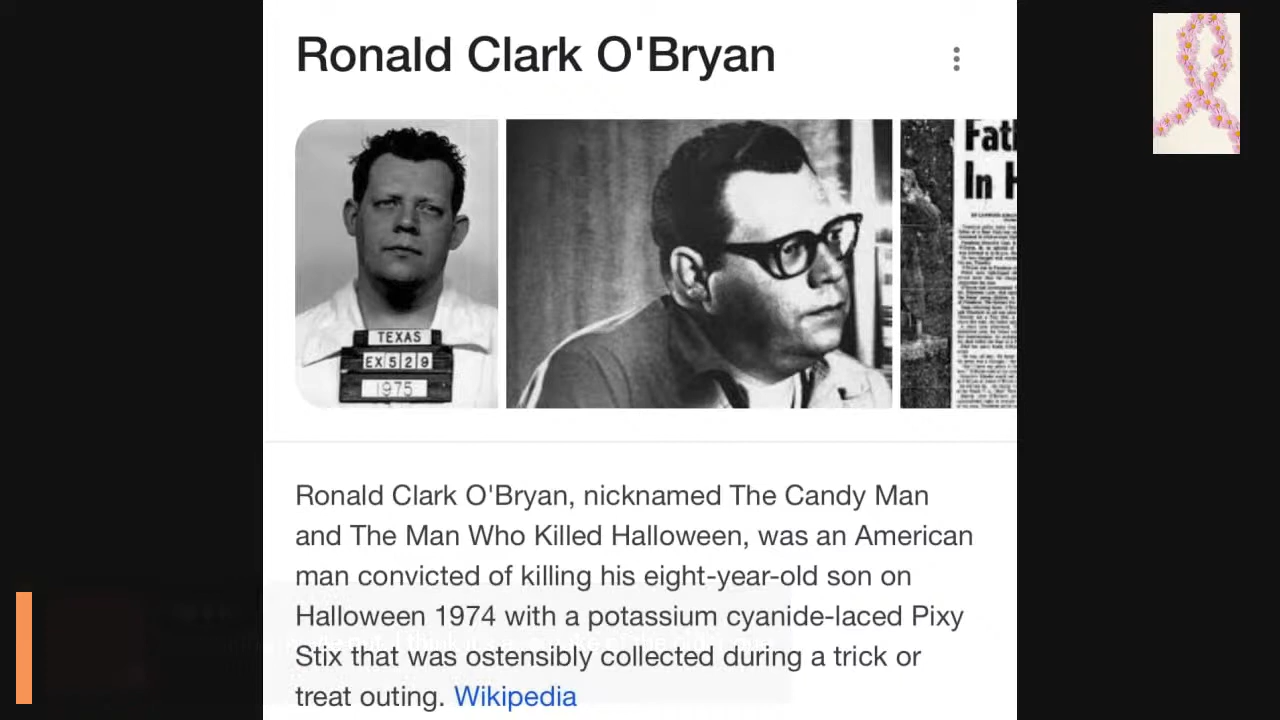 Ronald Clark O'Bryan
TEXAS
EX529
1975
Fat
In H
Ronald Clark O'Bryan, nicknamed The Candy Man
and The Man Who Killed Halloween, was an American
man convicted of killing his eight-year-old son on
Halloween 1974 with a potassium cyanide-laced Pixy
Stix that was ostensibly collected during a trick or
treat outing. Wikipedia